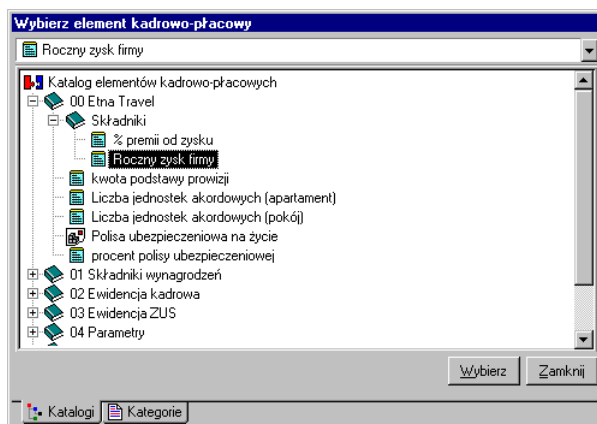 Wybierz element kadrowo-płacowy
Roczny zysk firmy
Katalog elementów kadrowo-płacowych
00 Etna Travel
Składniki
% premii od zysku
Roczny zysk firmy
kwota podstawy prowizji
Liczba jednostek akordowych (apartament)
Liczba jednostek akordowych (pokój)
Polisa ubezpieczeniowa na życie
procent polisy ubezpieczeniowej
01 Składniki wynagrodzeń
02 Ewidencja kadrowa
03 Ewidencja ZUS
04 Parametry
Wybierz Zamknij
Katalogi Kategorie